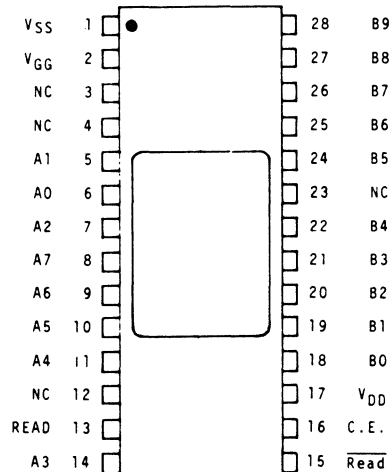 VSS 1 28 B9
VGG 2 27 B8
NC 3 26 B7
NC 4 25 B6
A1 5 24 B5
A0 6 23 NC
A2 7 22 B4
A7 8 21 B3
A6 9 20 B2
A5 10 19 B1
A4 11 18 B0
NC 12 17 VDD
READ 13 16 C.E.
A3 14 15 Read